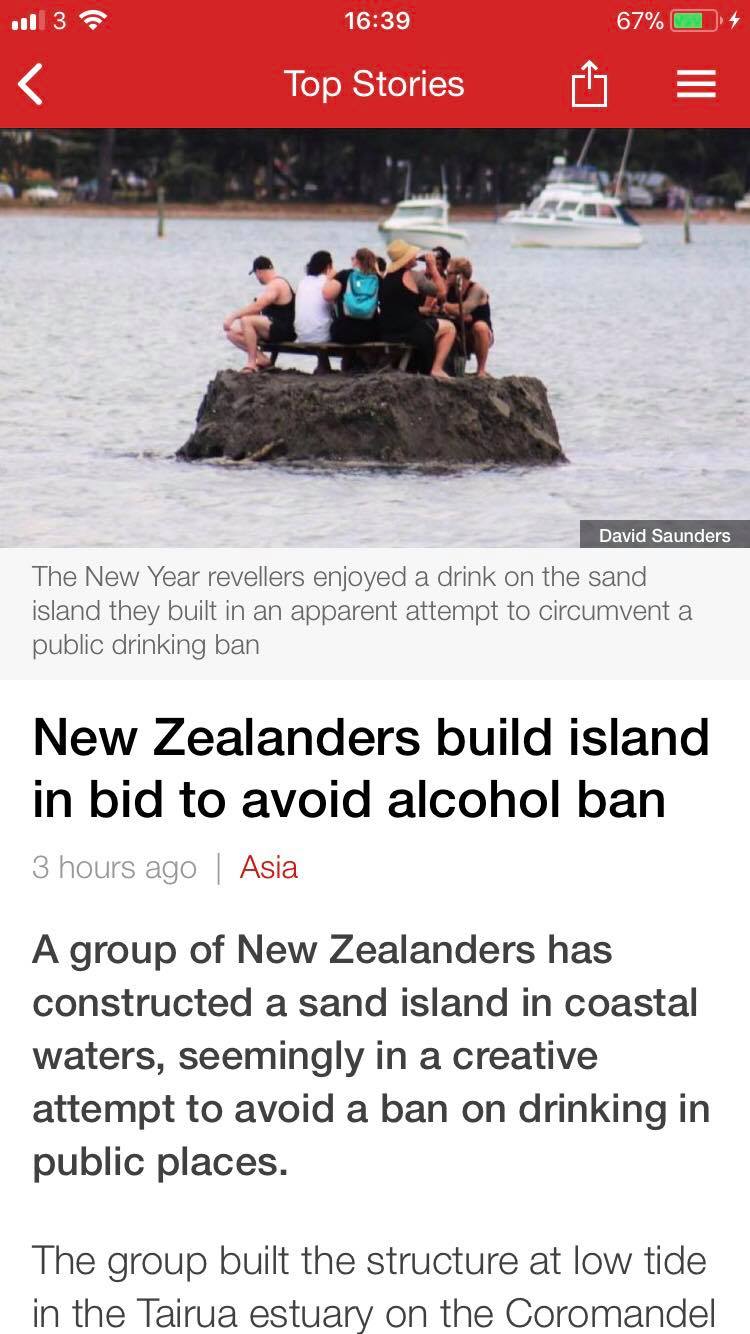 3 16:39 67%
Top Stories
David Saunders
The New Year revellers enjoyed a drink on the sand
island they built in an apparent attempt to circumvent a
public drinking ban
New Zealanders build island
in bid to avoid alcohol ban
3 hours ago | Asia
A group of New Zealanders has
constructed a sand island in coastal
waters, seemingly in a creative
attempt to avoid a ban on drinking in
public places.
The group built the structure at low tide
in the Tairua estuary on the Coromandel